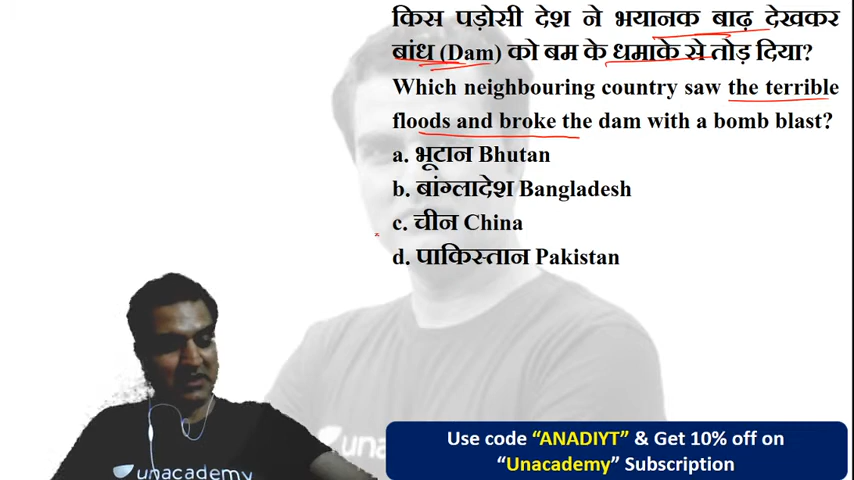 किस पड़ोसी देश ने भयानक बाढ़ देखकर
बांध (Dam) को बम के धमाके से तोड़ दिया?
Which neighbouring country saw the terrible
floods and broke the dam with a bomb blast?
a. भूटान Bhutan
b. बांग्लादेश Bangladesh
c. चीन China
d. पाकिस्तान Pakistan
unacademy
Use code “ANADIYT” & Get 10% off on
“Unacademy” Subscription